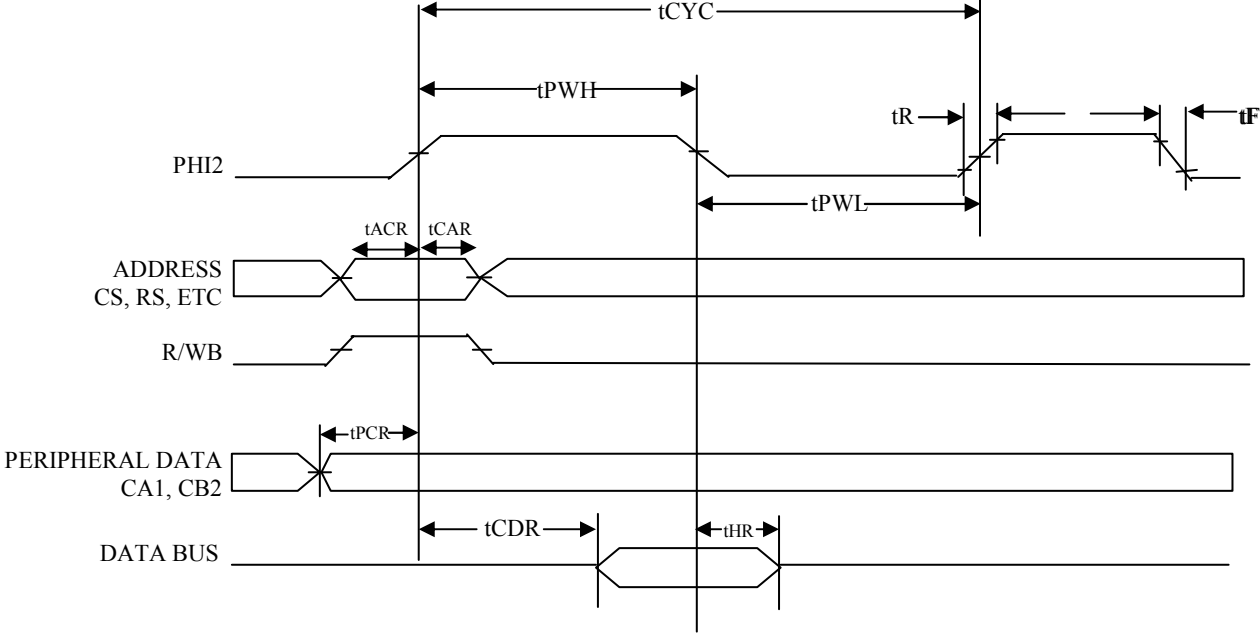 tCYC
tPWH
tR
tF
PHI2
tPWL
tACR tCAR
ADDRESS
CS, RS, ETC
R/WB
tPCR
PERIPHERAL DATA
CA1, CB2
tCDR
tHR
DATA BUS